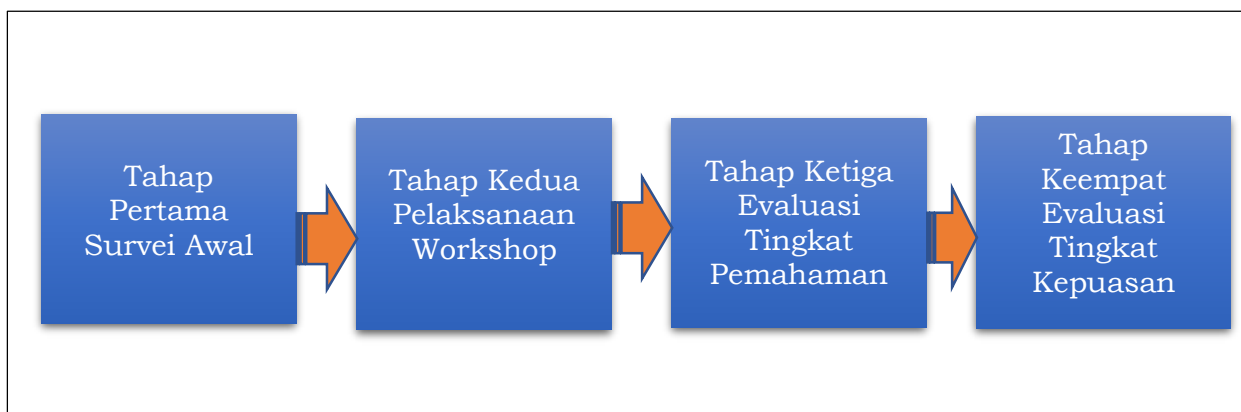 Tahap
Pertama
Survei Awal
Tahap Kedua
Pelaksanaan
Workshop
Tahap Ketiga
Evaluasi
Tingkat
Pemahaman
Tahap
Keempat
Evaluasi
Tingkat
Kepuasan